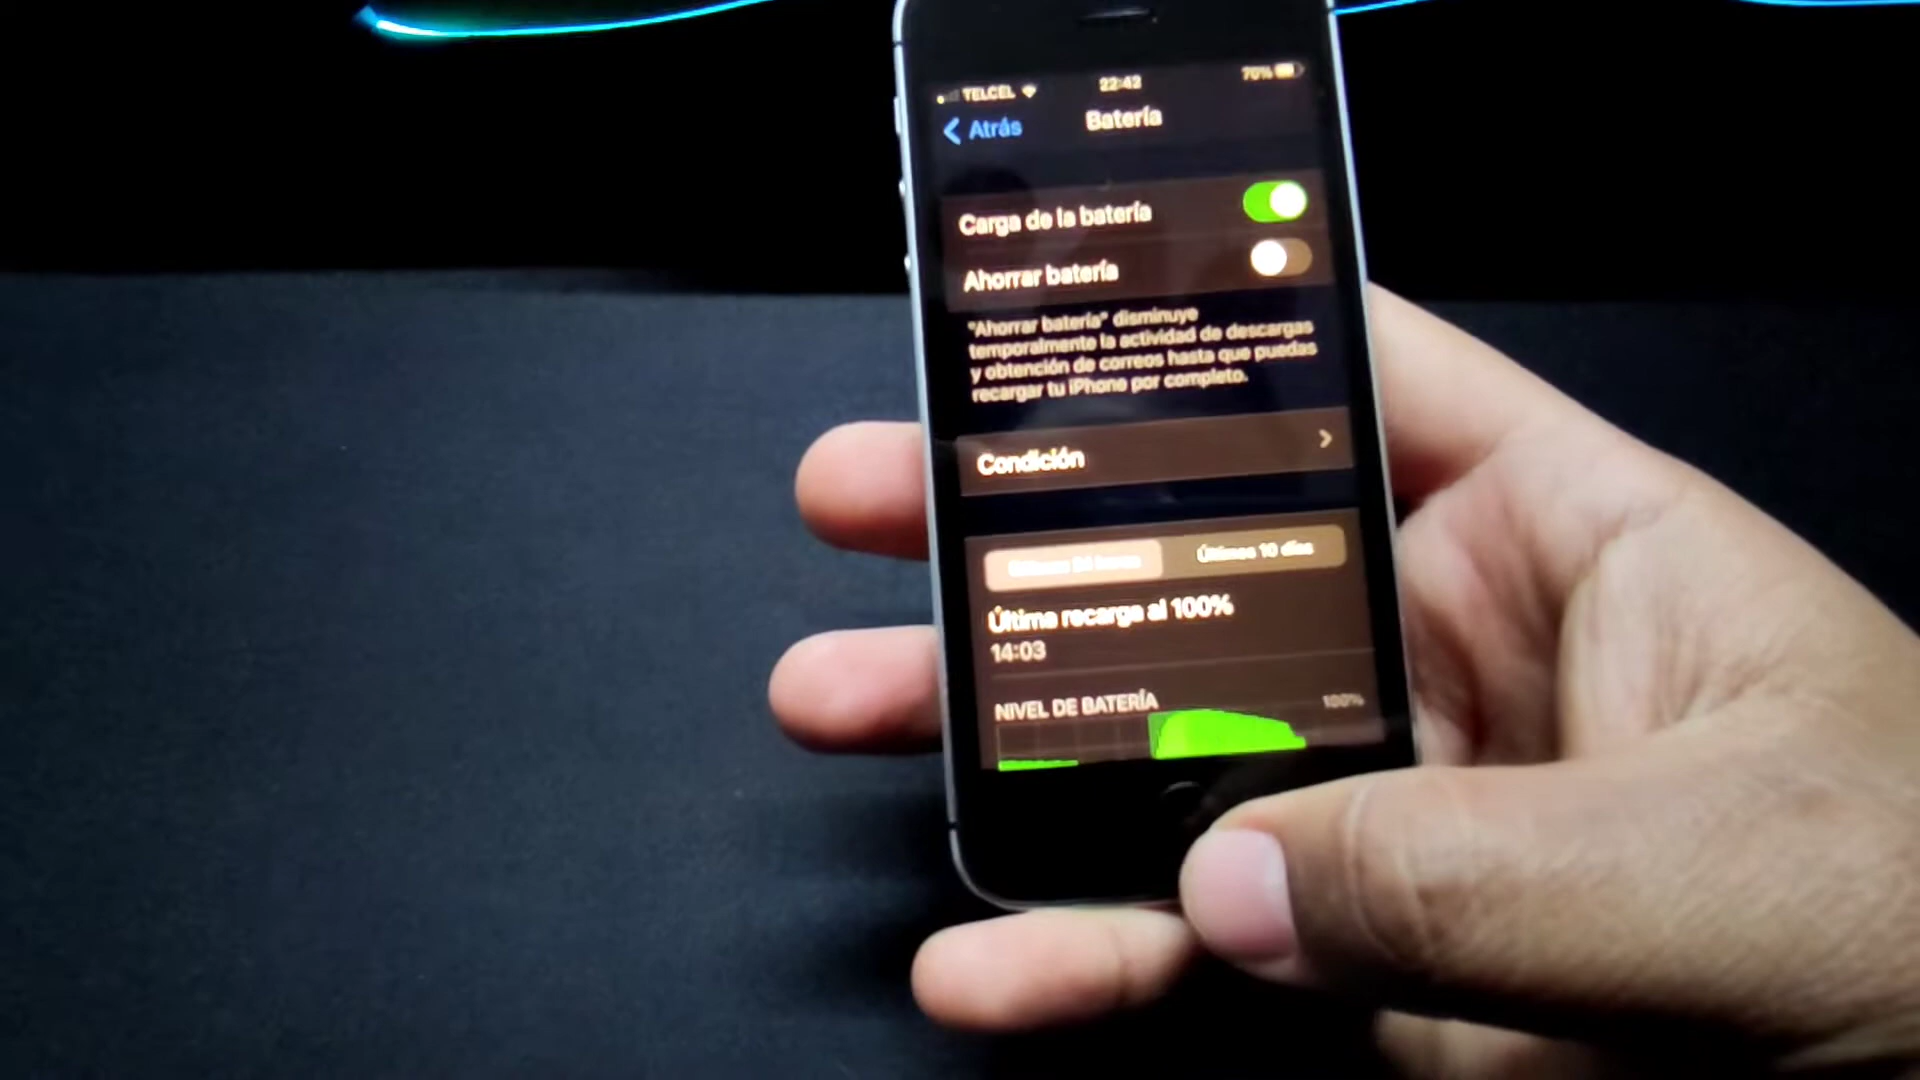 TELCEL
22:42
70%
Atrás
Batería
Carga de la batería
Ahorrar batería
"Ahorrar batería" disminuye
temporalmente la actividad de descargas
y obtención de correos hasta que puedas
recargar tu iPhone por completo.
Condición
Últimos 10 días
Última recarga al 100%
14:03
NIVEL DE BATERÍA
100%